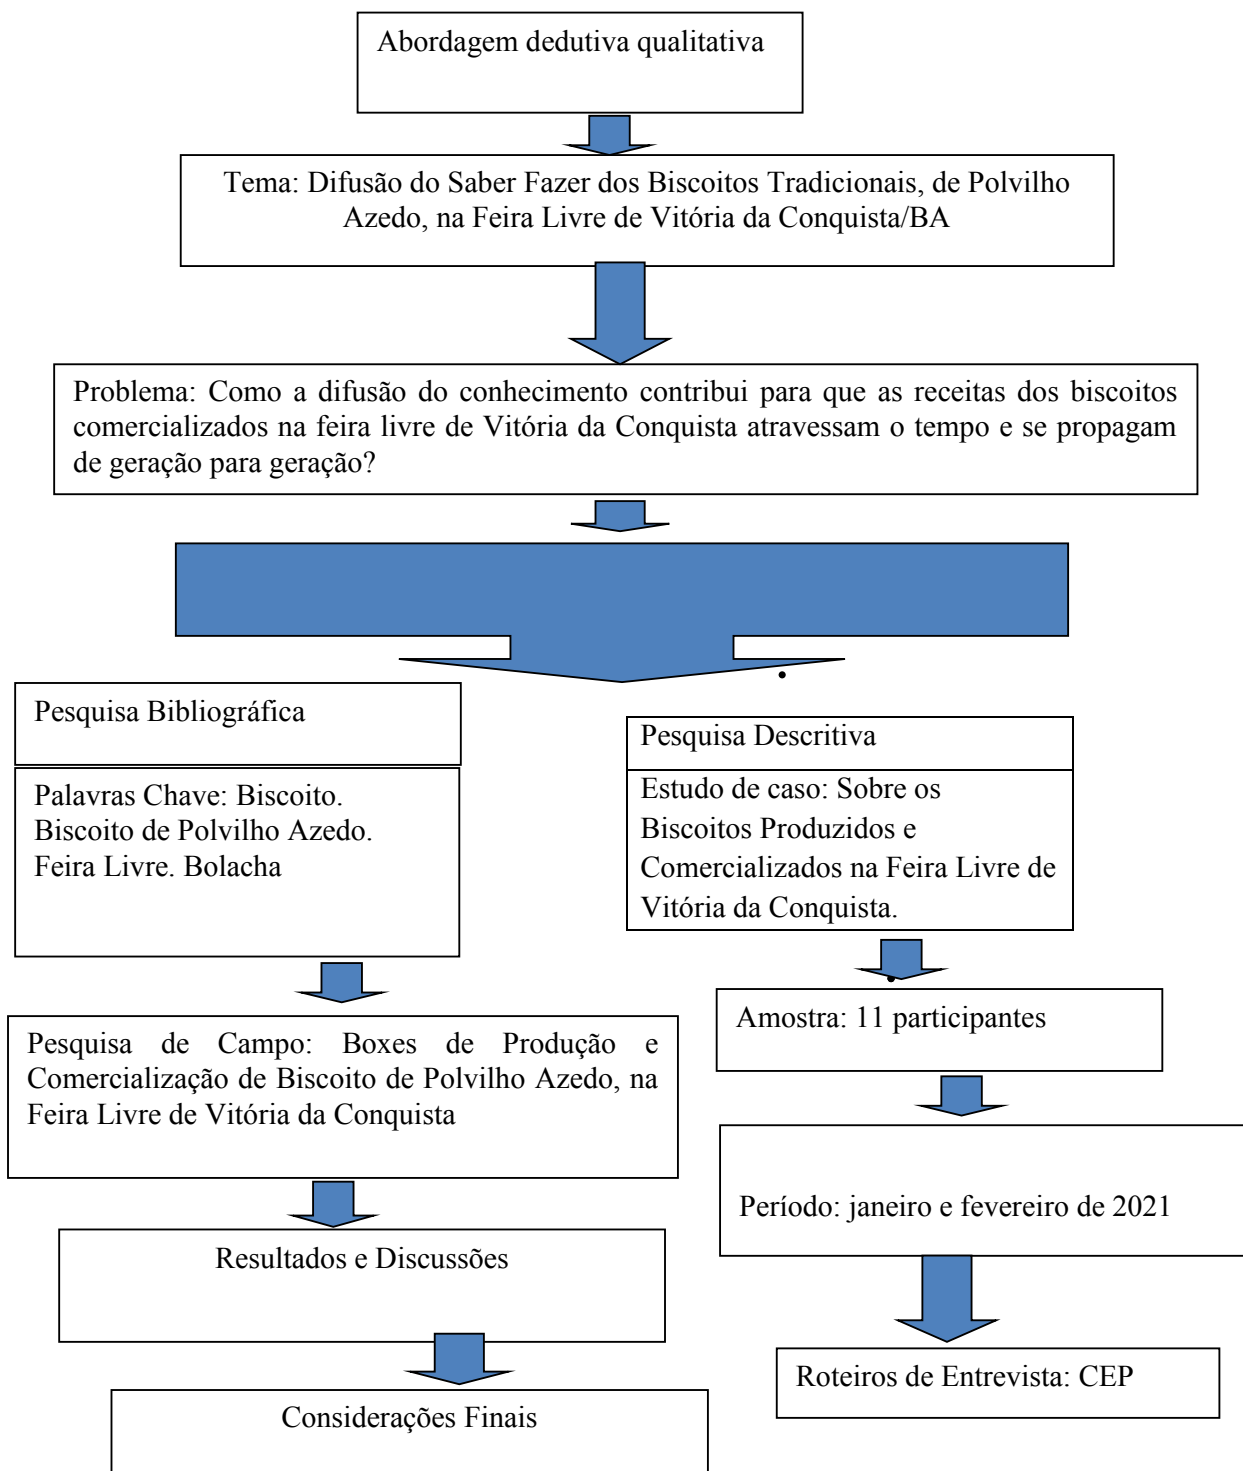 Abordagem dedutiva qualitativa
Tema: Difusão do Saber Fazer dos Biscoitos Tradicionais, de Polvilho
Azedo, na Feira Livre de Vitória da Conquista/BA
Problema: Como a difusão do conhecimento contribui para que as receitas dos biscoitos
comercializados na feira livre de Vitória da Conquista atravessam o tempo e se propagam
de geração para geração?
Pesquisa Bibliográfica
Palavras Chave: Biscoito.
Biscoito de Polvilho Azedo.
Feira Livre. Bolacha
Pesquisa de Campo: Boxes de Produção e
Comercialização de Biscoito de Polvilho Azedo, na
Feira Livre de Vitória da Conquista
Resultados e Discussões
Considerações Finais
Pesquisa Descritiva
Estudo de caso: Sobre os
Biscoitos Produzidos e
Comercializados na Feira Livre de
Vitória da Conquista.
Amostra: 11 participantes
Período: janeiro e fevereiro de 2021
Roteiros de Entrevista: CEP